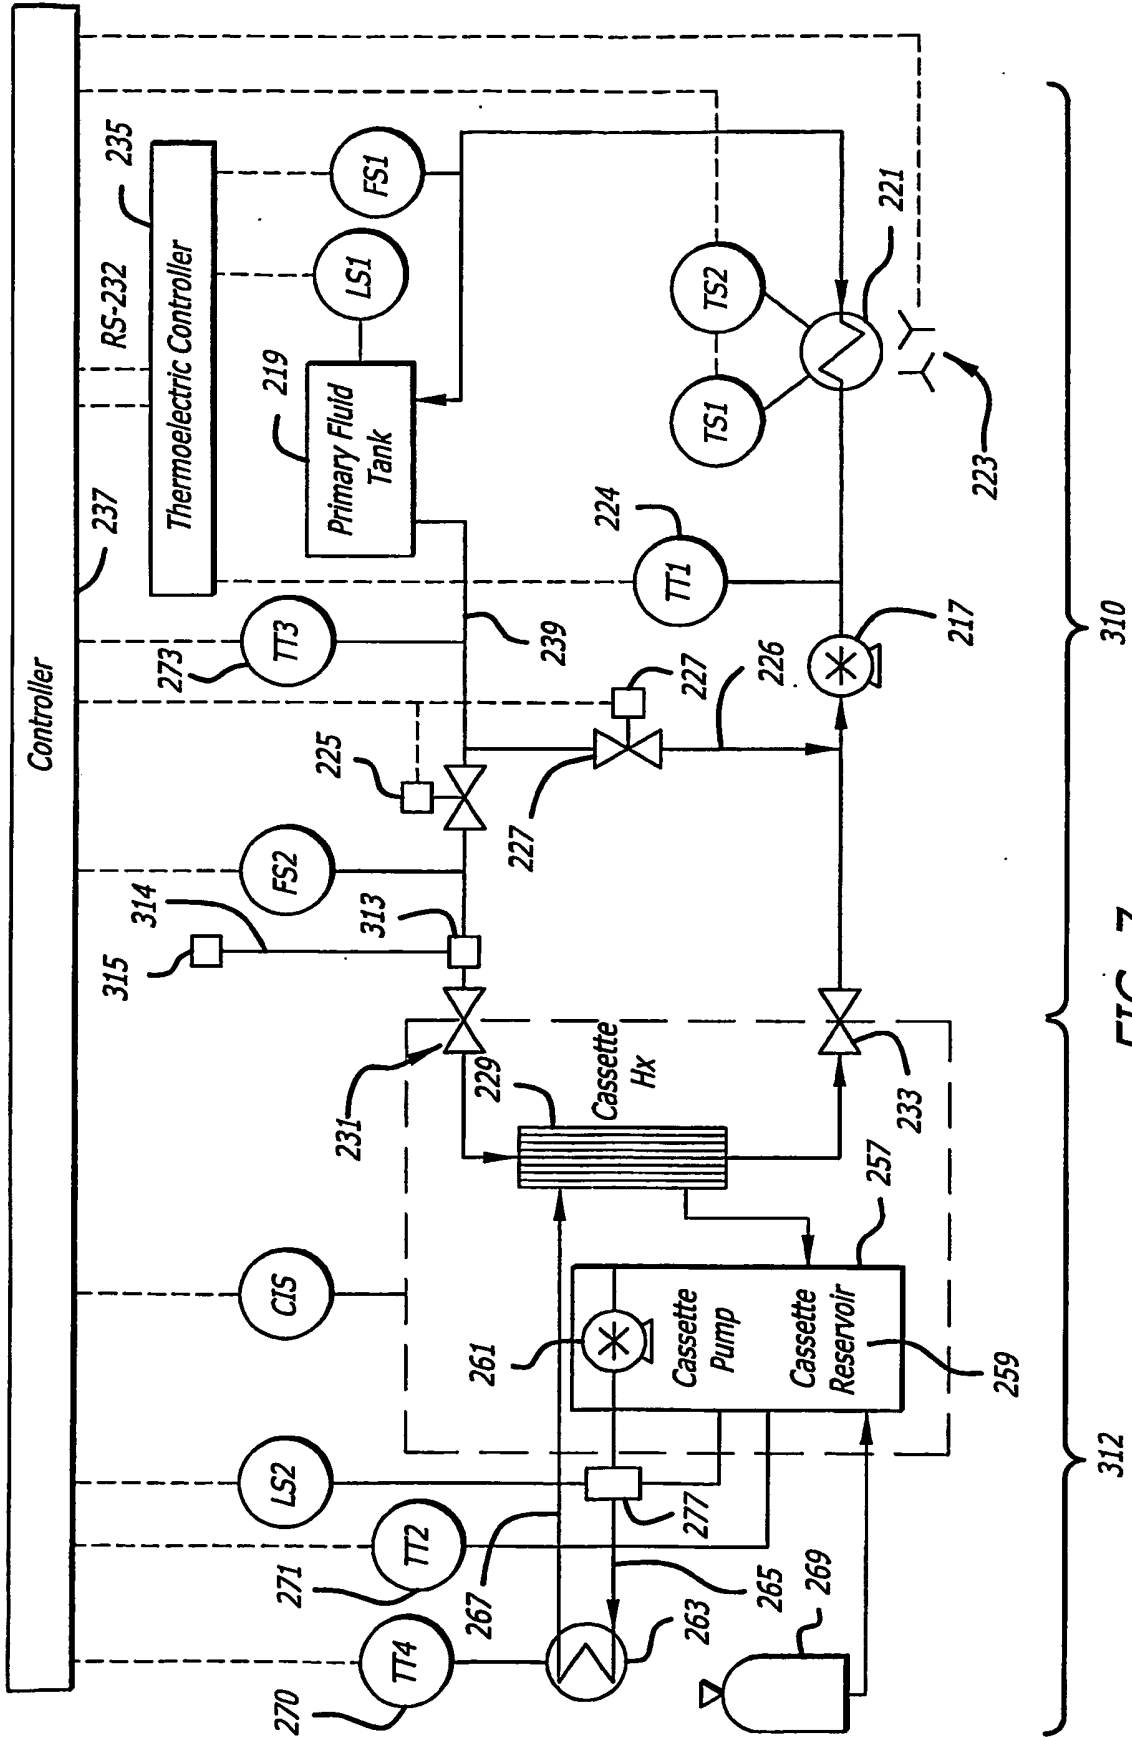 Controller
237
RS-232
235
Thermoelectric Controller
315
314
FS2
313
225
273
TT3
239
Primary Fluid
Tank
219
LS1
FS1
270
TT4
271
TT2
LS2
CIS
231
229
Cassette
Hx
227
227
226
TT1
224
TS1
TS2
221
223
217
267
263
265
277
261
Cassette
Pump
Cassette
Reservoir
257
259
233
269
312
310
FIG. 7